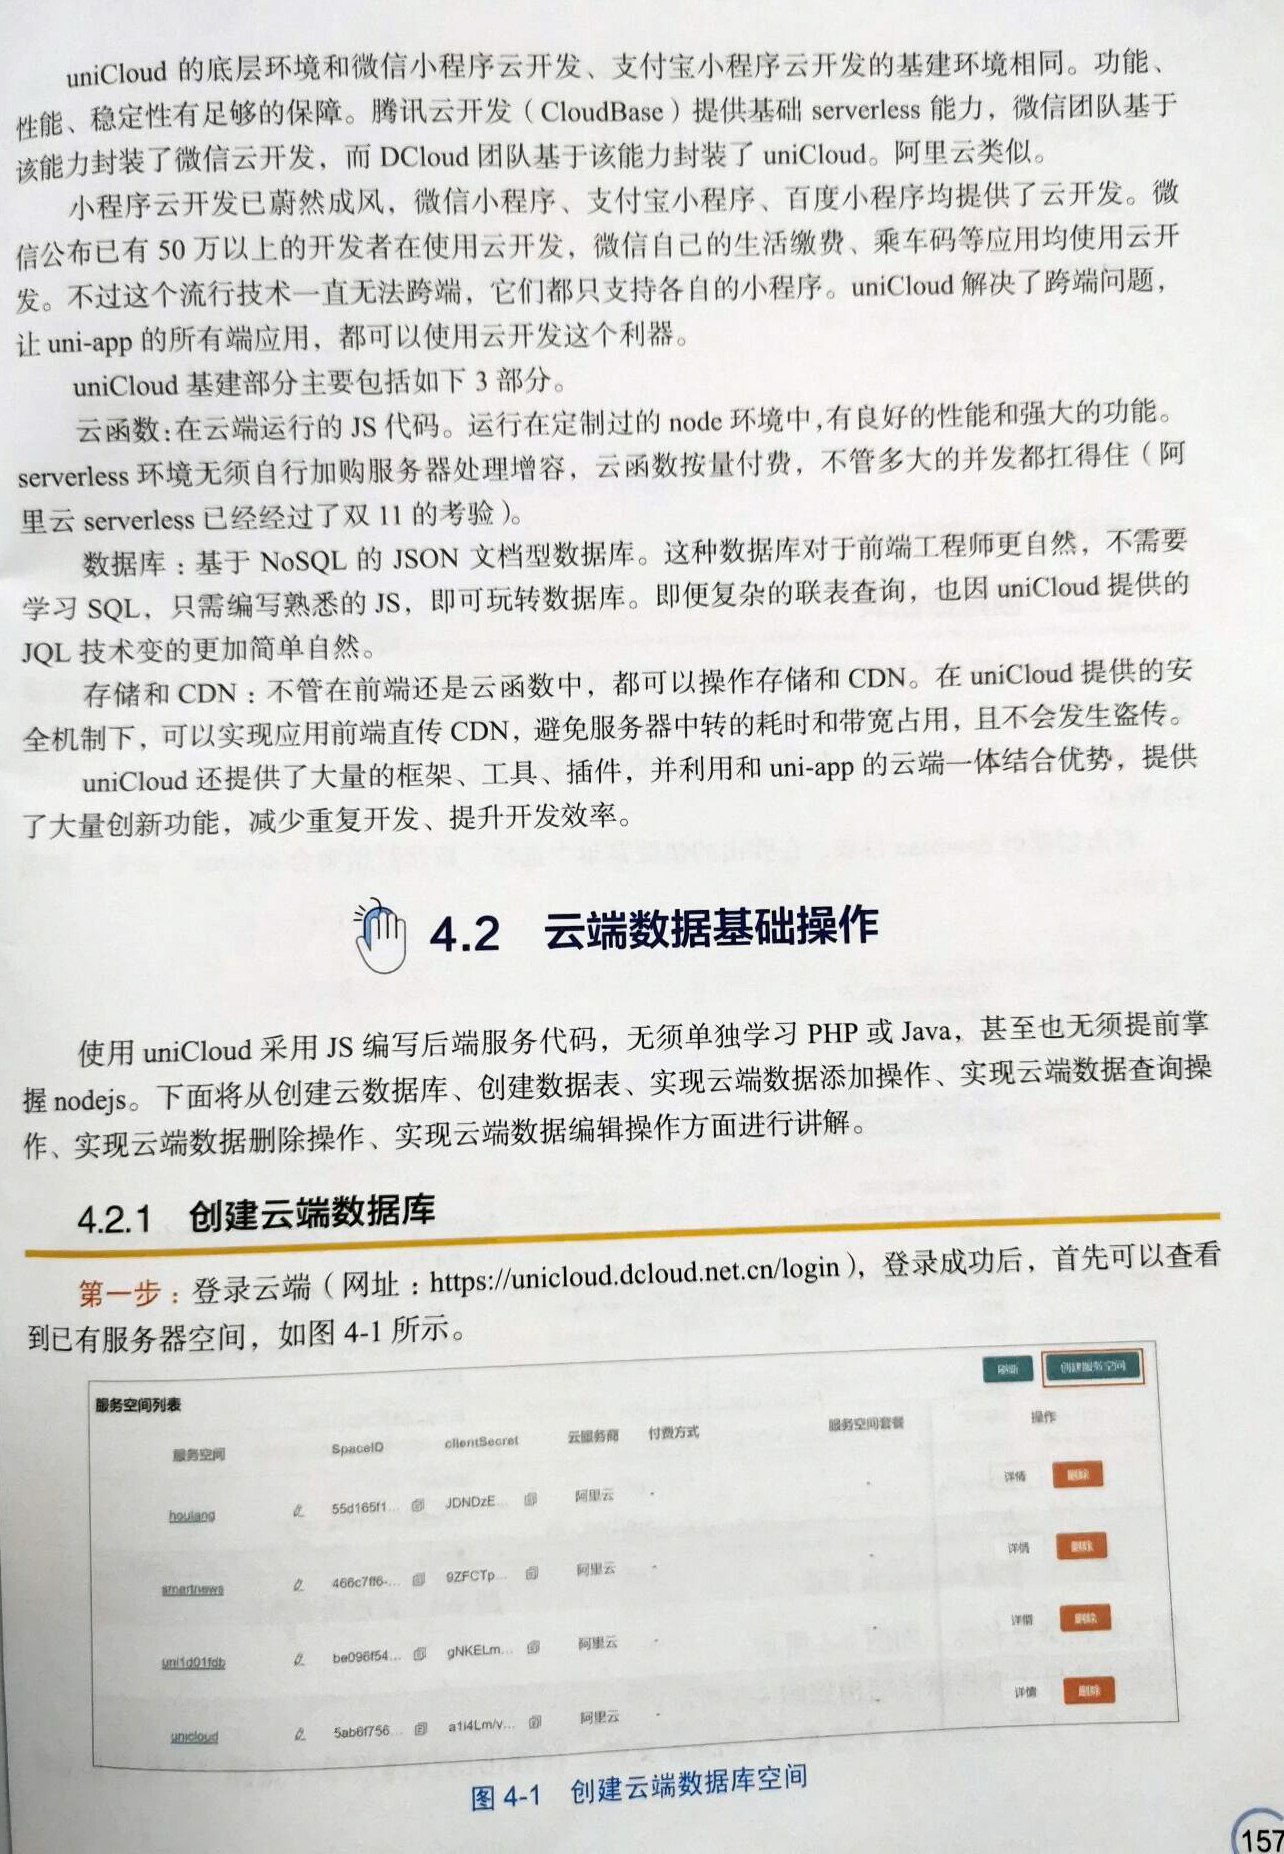 uniCloud 的底层环境和微信小程序云开发、支付宝小程序云开发的基建环境相同。功能、
性能、稳定性有足够的保障。腾讯云开发（CloudBase）提供基础 serverless 能力，微信团队基于
该能力封装了微信云开发，而 DCloud 团队基于该能力封装了 uniCloud。阿里云类似。
小程序云开发已蔚然成风，微信小程序、支付宝小程序、百度小程序均提供了云开发。微
信公布已有 50 万以上的开发者在使用云开发，微信自己的生活缴费、乘车码等应用均使用云开
发。不过这个流行技术一直无法跨端，它们都只支持各自的小程序。uniCloud 解决了跨端问题，
让 uni-app 的所有端应用，都可以使用云开发这个利器。
uniCloud 基建部分主要包括如下 3 部分。
云函数：在云端运行的 JS 代码。运行在定制过的 node 环境中，有良好的性能和强大的功能。
serverless 环境无须自行加购服务器处理增容，云函数按量付费，不管多大的并发都扛得住（阿
里云 serverless 已经经过了双 11 的考验）。
数据库：基于 NoSQL 的 JSON 文档型数据库。这种数据库对于前端工程师更自然，不需要
学习 SQL，只需编写熟悉的 JS，即可玩转数据库。即便复杂的联表查询，也因 uniCloud 提供的
JQL 技术变的更加简单自然。
存储和 CDN：不管在前端还是云函数中，都可以操作存储和 CDN。在 uniCloud 提供的安
全机制下，可以实现应用前端直传 CDN，避免服务器中转的耗时和带宽占用，且不会发生盗传。
uniCloud 还提供了大量的框架、工具、插件，并利用和 uni-app 的云端一体结合优势，提供
了大量创新功能，减少重复开发、提升开发效率。
4.2 云端数据基础操作
使用 uniCloud 采用 JS 编写后端服务代码，无须单独学习 PHP 或 Java，甚至也无须提前掌
握 nodejs。下面将从创建云数据库、创建数据表、实现云端数据添加操作、实现云端数据查询操
作、实现云端数据删除操作、实现云端数据编辑操作方面进行讲解。
4.2.1 创建云端数据库
第一步：登录云端（网址：https://unicloud.dcloud.net.cn/login），登录成功后，首先可以查看
到已有服务器空间，如图 4-1 所示。
刷新 创建服务空间
服务空间列表
服务空间 SpaceID clientSecret 云服务商 付费方式 服务空间套餐 操作
houlang 55d165f1... JDNDzE... 阿里云 - - 详情 删除
smartnews 466c7ff6-... 9ZFCTp... 阿里云 - - 详情 删除
uni1d01fdb be096f54... gNKELm... 阿里云 - - 详情 删除
unicloud 5ab6f756... a1i4Lm/v... 阿里云 - - 详情 删除
图 4-1 创建云端数据库空间
157